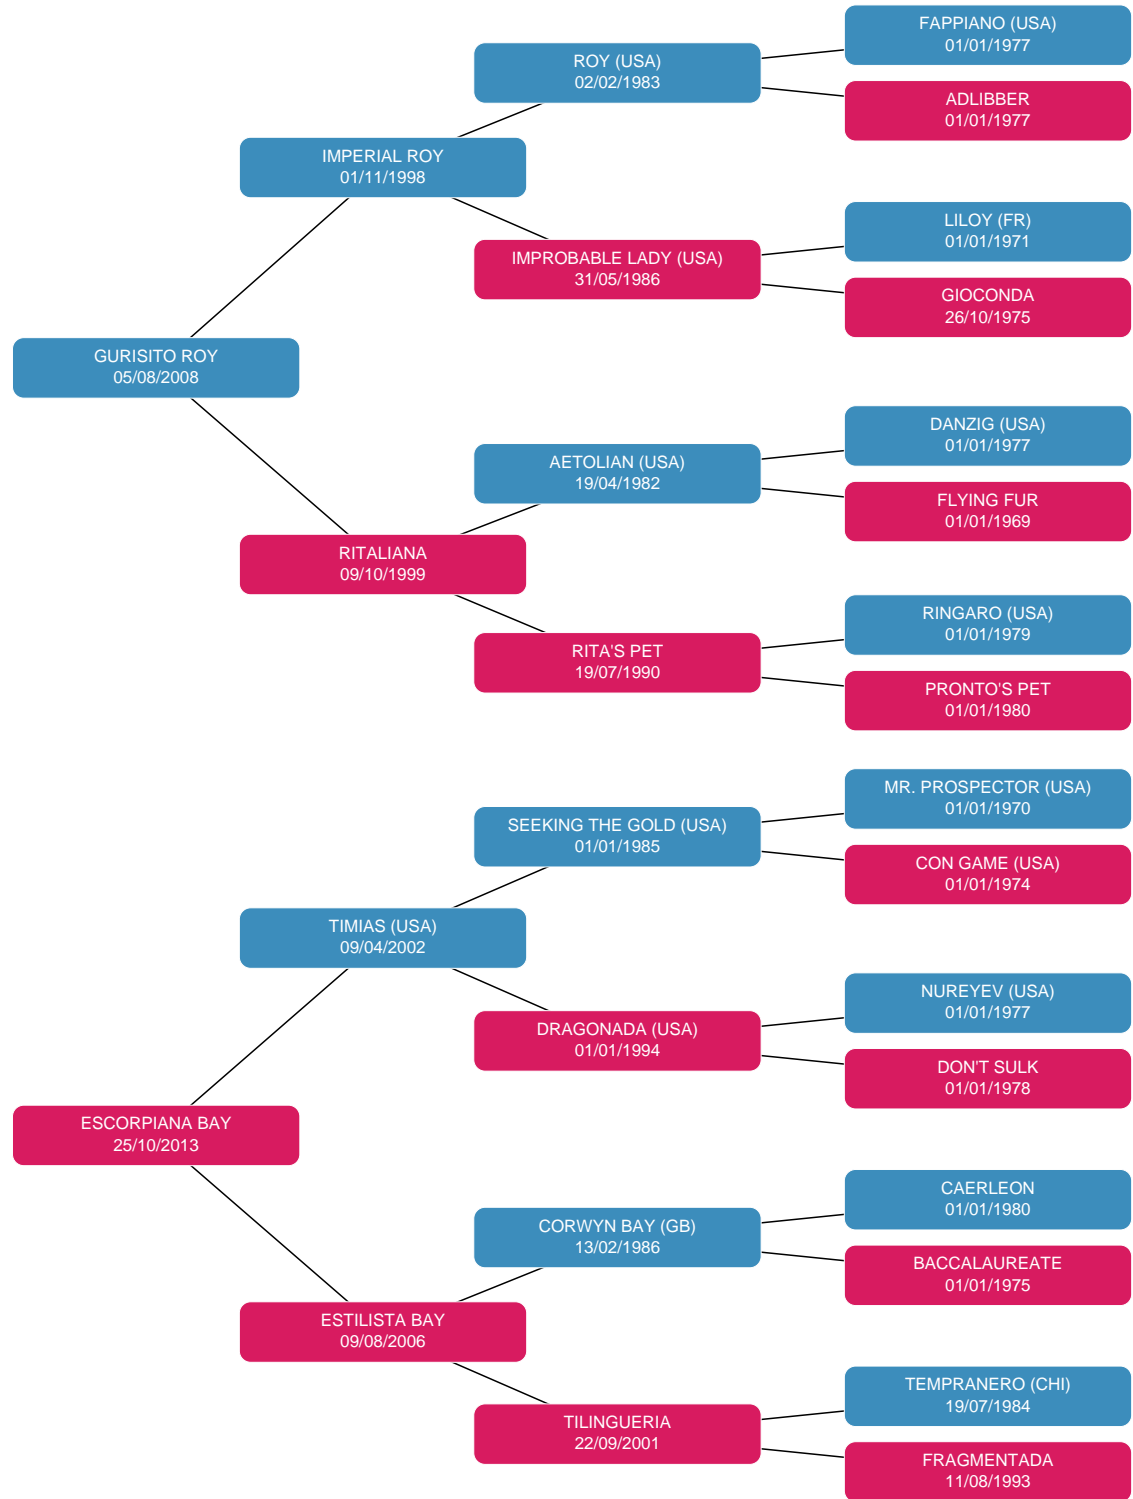 FAPPIANO (USA)
01/01/1977
ROY (USA)
02/02/1983
ADLIBBER
01/01/1977
IMPERIAL ROY
01/11/1998
LILOY (FR)
01/01/1971
IMPROBABLE LADY (USA)
31/05/1986
GIOCONDA
26/10/1975
GURISITO ROY
05/08/2008
DANZIG (USA)
01/01/1977
AETOLIAN (USA)
19/04/1982
FLYING FUR
01/01/1969
RITALIANA
09/10/1999
RINGARO (USA)
01/01/1979
RITA'S PET
19/07/1990
PRONTO'S PET
01/01/1980
MR. PROSPECTOR (USA)
01/01/1970
SEEKING THE GOLD (USA)
01/01/1985
CON GAME (USA)
01/01/1974
TIMIAS (USA)
09/04/2002
NUREYEV (USA)
01/01/1977
DRAGONADA (USA)
01/01/1994
DON'T SULK
01/01/1978
ESCORPIANA BAY
25/10/2013
CAERLEON
01/01/1980
CORWYN BAY (GB)
13/02/1986
BACCALAUREATE
01/01/1975
ESTILISTA BAY
09/08/2006
TEMPRANERO (CHI)
19/07/1984
TILINGUERIA
22/09/2001
FRAGMENTADA
11/08/1993